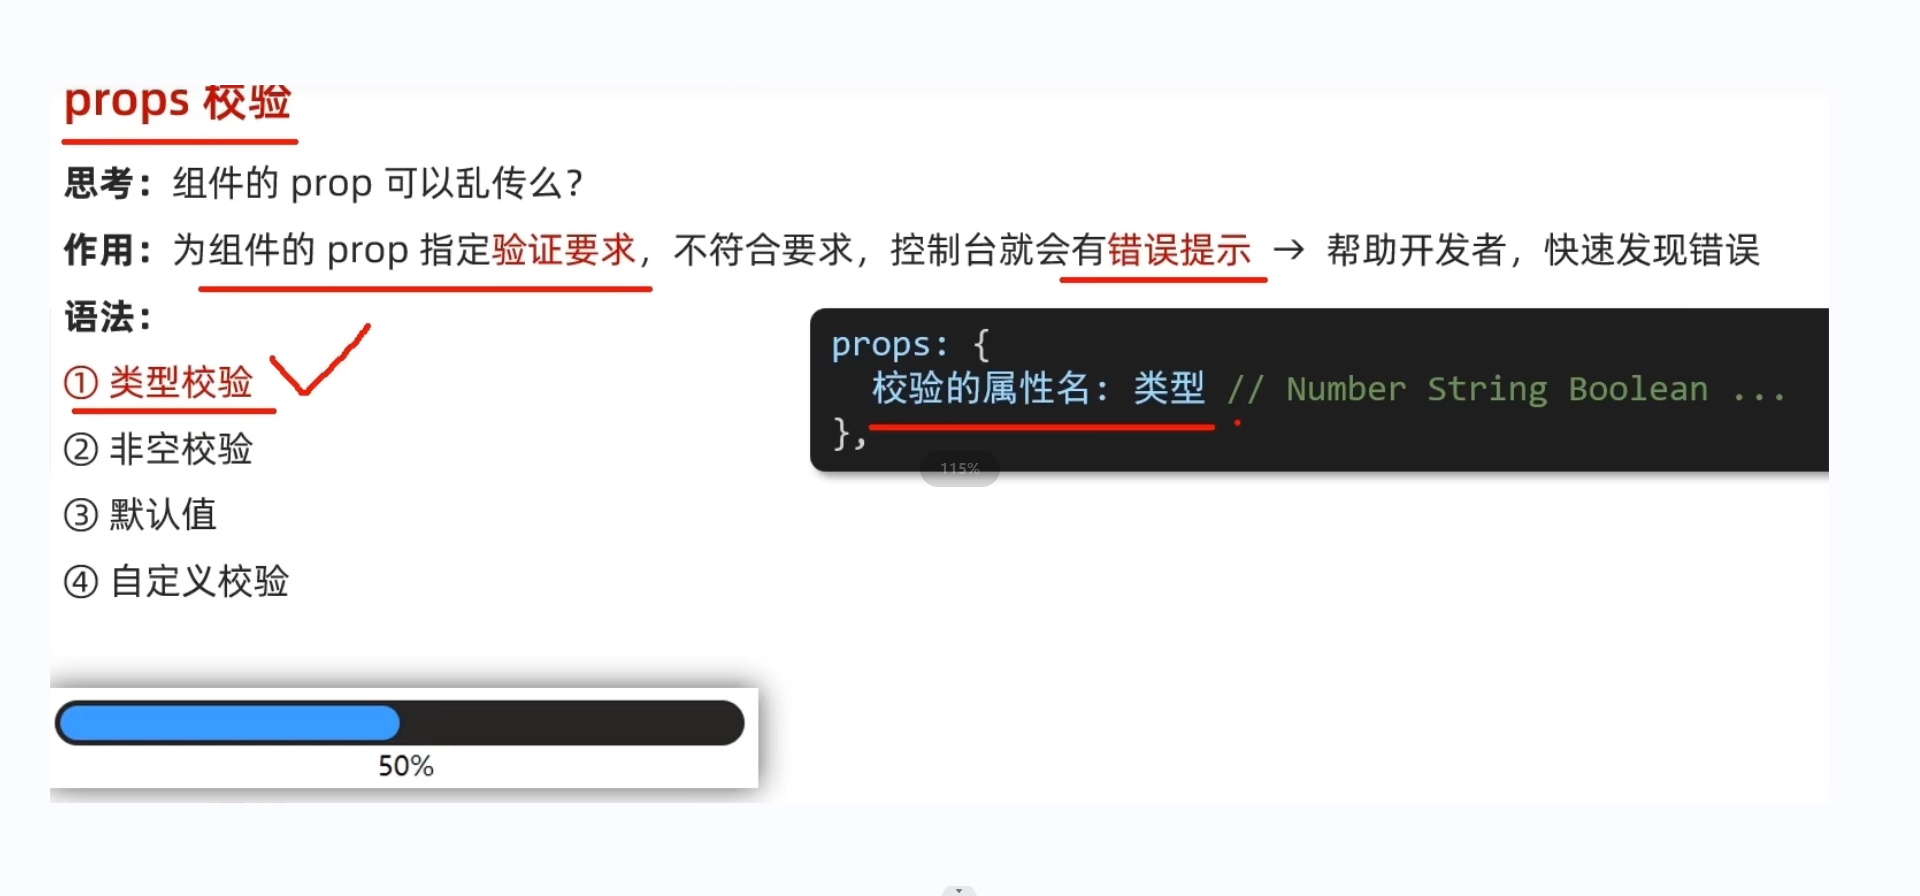 props 校验
思考：组件的 prop 可以乱传么？
作用：为组件的 prop 指定验证要求，不符合要求，控制台就会有错误提示 → 帮助开发者，快速发现错误
语法：
① 类型校验
② 非空校验
③ 默认值
④ 自定义校验
props: {
校验的属性名: 类型 // Number String Boolean ...
},
115%
50%